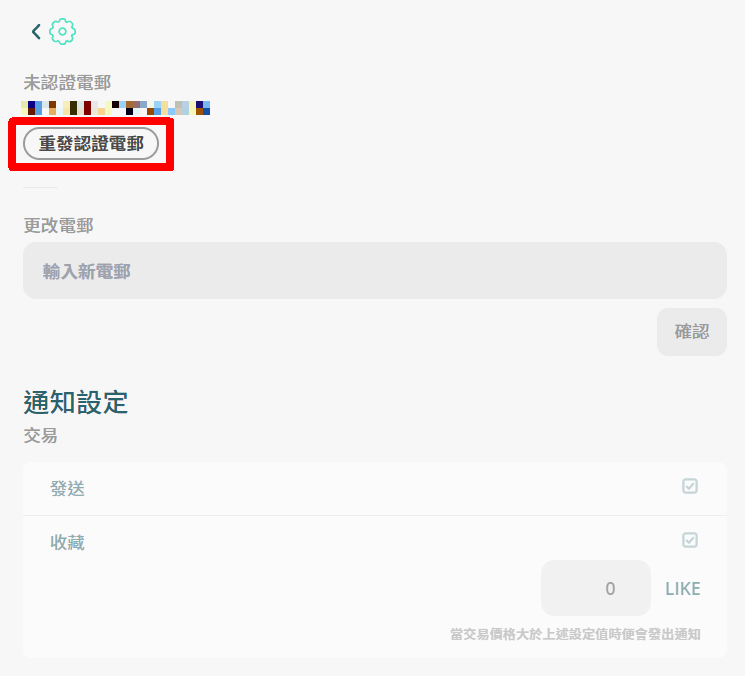 未認證電郵
重發認證電郵
更改電郵
輸入新電郵
確認
通知設定
交易
發送
收藏
0 LIKE
當交易價格大於上述設定值時便會發出通知